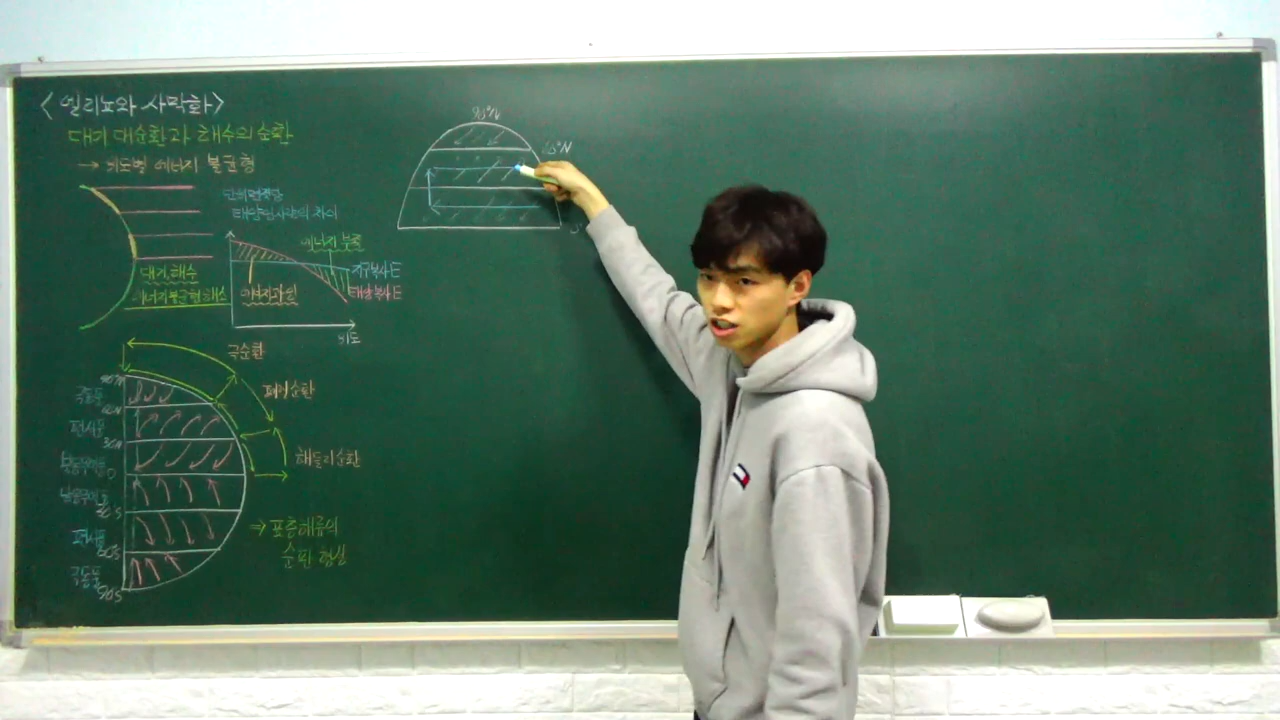 <엘리뇨와 사막화>
대기 대순환과 해수의 순환
→ 위도별 에너지 불균형
단위면적당
태양입사각의 차이
에너지 부족
지구복사E
태양복사E
에너지과잉
위도
대기, 해수
에너지불균형해소
극순환
페렐순환
해들리순환
90°N
60°N
극동풍
60N
편서풍
30N
북동무역풍
0
남동무역풍
30°S
편서풍
60°S
극동풍
90°S
⇒ 표층해류의
순환 형성